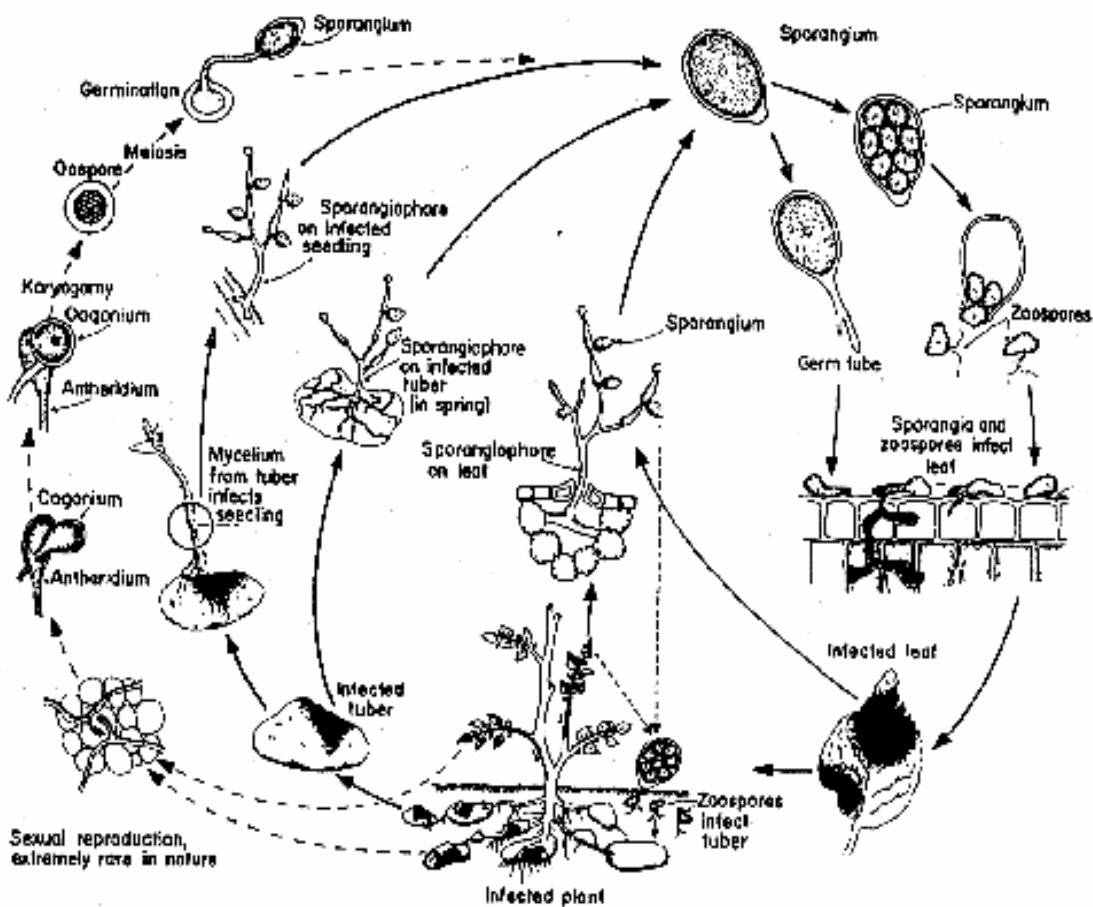 Sporangium
Germination
Meiosis
Oospore
Sporangiophore
on infected
seedling
Karyogamy
Oogonium
Antheridium
Sporangiophore
on infected
tuber
(in spring)
Mycelium
from tuber
infects
seedling
Oogonium
Antheridium
Sporangium
Sporangium
Zoospores
Germ tube
Sporangium
Sporangiophore
on leaf
Sporangia and
zoospores infect
leaf
Infected leaf
Infected
tuber
Zoospores
infect
tuber
Sexual reproduction,
extremely rare in
nature
Infected plant